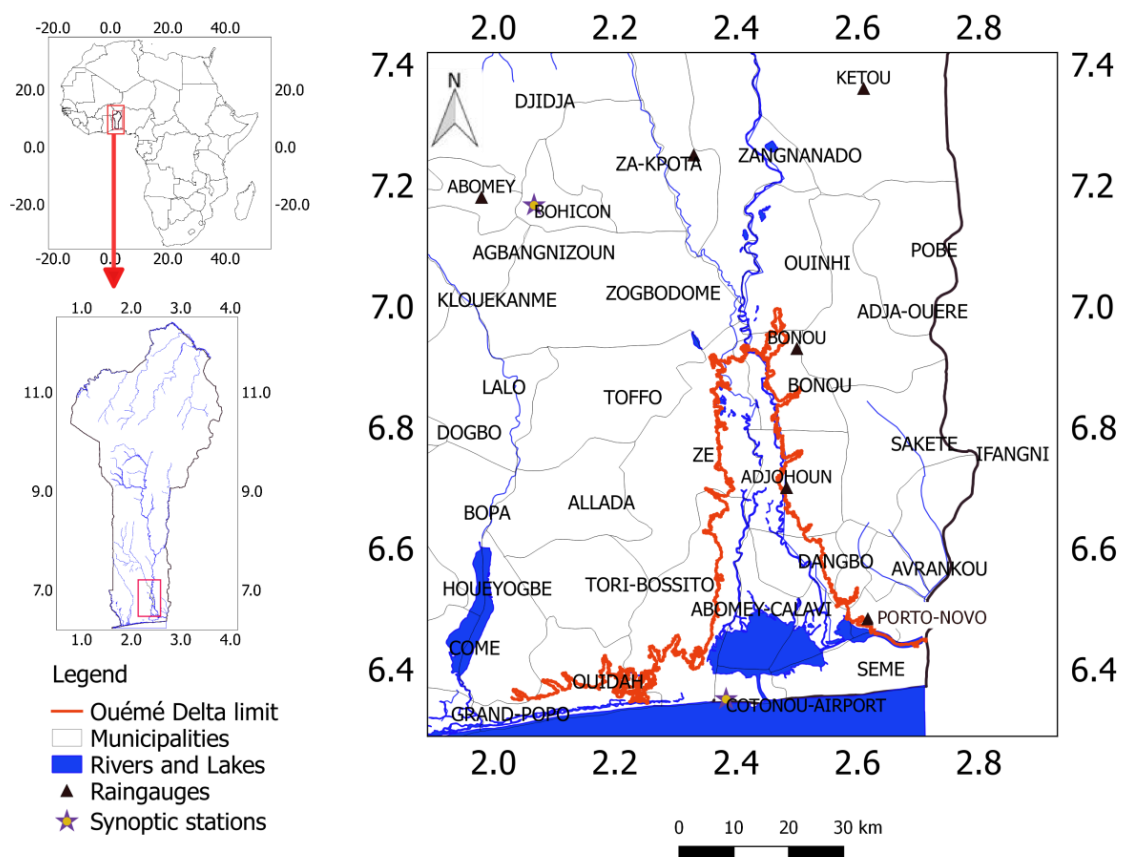 -20.0 0.0 20.0 40.0
20.0 20.0
0.0 0.0
-20.0 -20.0
-20.0 0.0 20.0 40.0
1.0 2.0 3.0 4.0
11.0 11.0
9.0 9.0
7.0 7.0
1.0 2.0 3.0 4.0
Legend
Ouémé Delta limit
Municipalities
Rivers and Lakes
Raingauges
Synoptic stations
2.0 2.2 2.4 2.6 2.8
7.4 7.4
N
KETOU
DJIDJA
ZA-KPOTA
ZANGNANADO
7.2 7.2
ABOMEY
BOHICON
AGBANGNIZOUN
OUINHI
POBE
KLOUEKANME
ZOGBODOME
7.0 7.0
ADJA-OUERE
BONOU
LALO
TOFFO
BONOU
6.8 6.8
DOGBO
ZE
SAKETE
IFANGNI
ADJOHOUN
BOPA
ALLADA
6.6 6.6
HOUEYOGBE
TORI-BOSSITO
DANGBO
AVRANKOU
ABOMEY-CALAVI
PORTO-NOVO
COME
6.4 6.4
OUIDAH
SEME
GRAND-POPO
COTONOU-AIRPORT
2.0 2.2 2.4 2.6 2.8
0 10 20 30 km